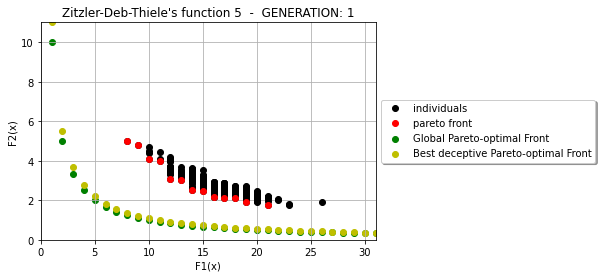 Zitzler-Deb-Thiele's function 5  -  GENERATION: 1
F2(x)
10
8
6
4
2
0
0 5 10 15 20 25 30
F1(x)
individuals
pareto front
Global Pareto-optimal Front
Best deceptive Pareto-optimal Front